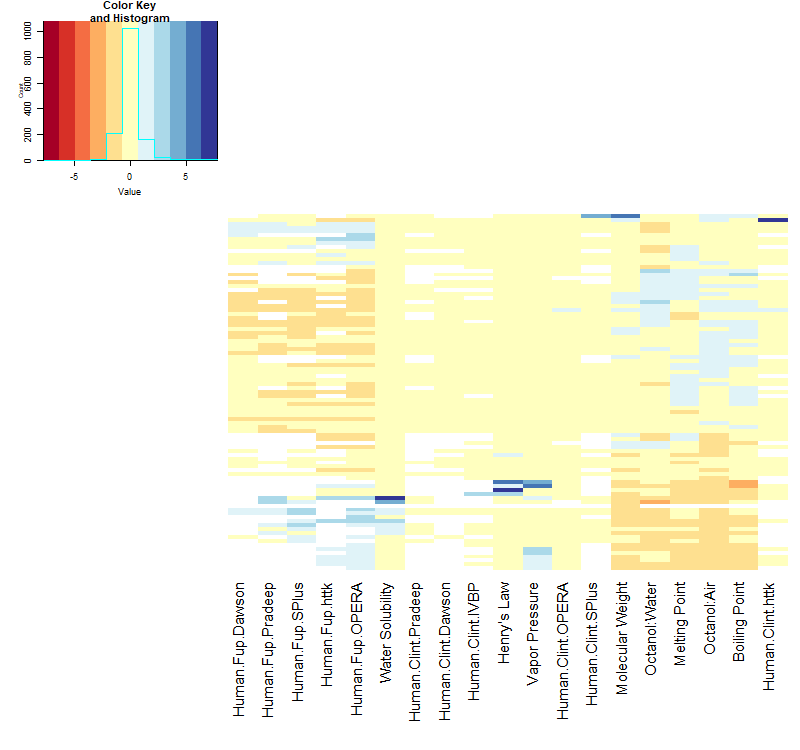 Color Key
and Histogram
1000
800
600
400
200
0
Count
-5
0
5
Value
Human.Fup.Dawson
Human.Fup.Pradeep
Human.Fup.SPlus
Human.Fup.httk
Human.Fup.OPERA
Water Solubility
Human.Clint.Pradeep
Human.Clint.Dawson
Human.Clint.IVBP
Henry's Law
Vapor Pressure
Human.Clint.OPERA
Human.Clint.SPlus
Molecular Weight
Octanol:Water
Melting Point
Octanol:Air
Boiling Point
Human.Clint.httk